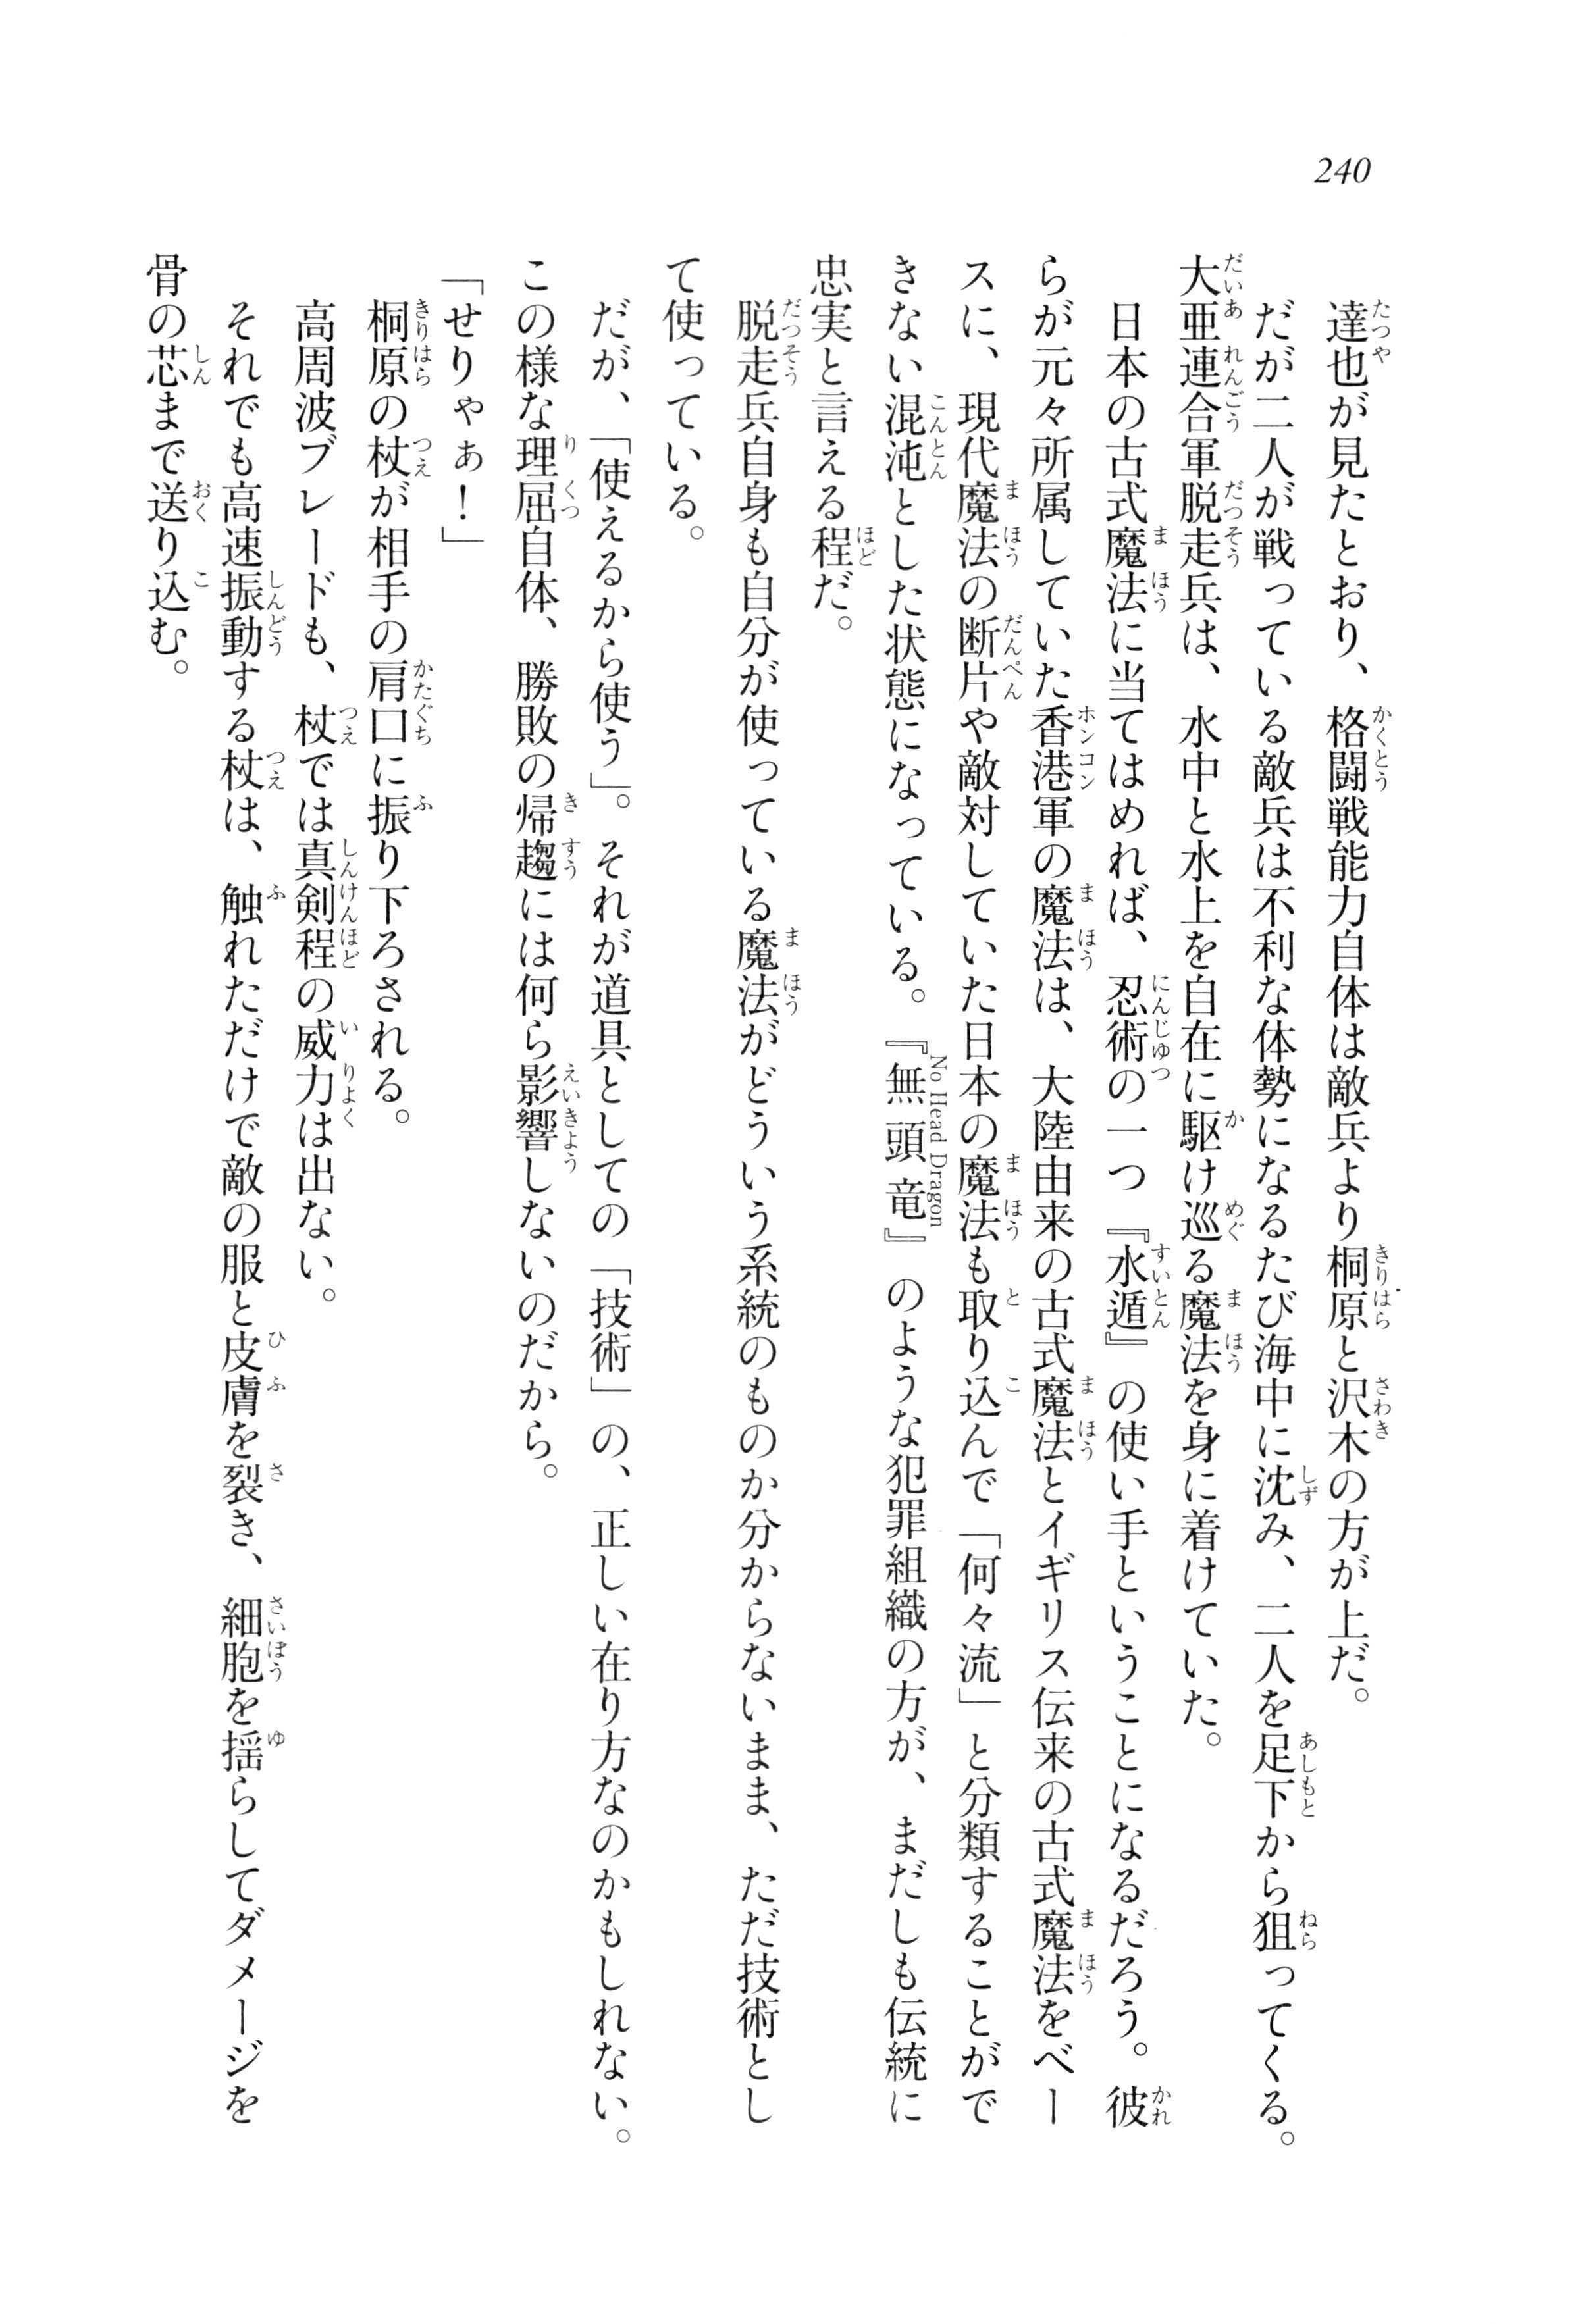 240
達也が見たとおり、格闘戦能力自体は敵兵より桐原と沢木の方が上だ。
だが二人が戦っている敵兵は不利な体勢になるたび海中に沈み、二人を足下から狙ってくる。
大亜連合軍脱走兵は、水中と水上を自在に駆け巡る魔法を身に着けていた。
日本の古式魔法に当てはめれば、忍術の一つ『水遁』の使い手ということになるだろう。彼
らが元々所属していた香港軍の魔法は、大陸由来の古式魔法とイギリス伝来の古式魔法をベー
スに、現代魔法の断片や敵対していた日本の魔法も取り込んで「何々流」と分類することがで
きない混沌とした状態になっている。『無頭竜』のような犯罪組織の方が、まだしも伝統に
忠実と言える程だ。
脱走兵自身も自分が使っている魔法がどういう系統のものか分からないまま、ただ技術とし
て使っている。
だが、「使えるから使う」。それが道具としての「技術」の、正しい在り方なのかもしれない。
この様な理屈自体、勝敗の帰趨には何ら影響しないのだから。
「せりゃぁ！」
桐原の杖が相手の肩口に振り下ろされる。
高周波ブレードも、杖では真剣程の威力は出ない。
それでも高速振動する杖は、触れただけで敵の服と皮膚を裂き、細胞を揺らしてダメージを
骨の芯まで送り込む。